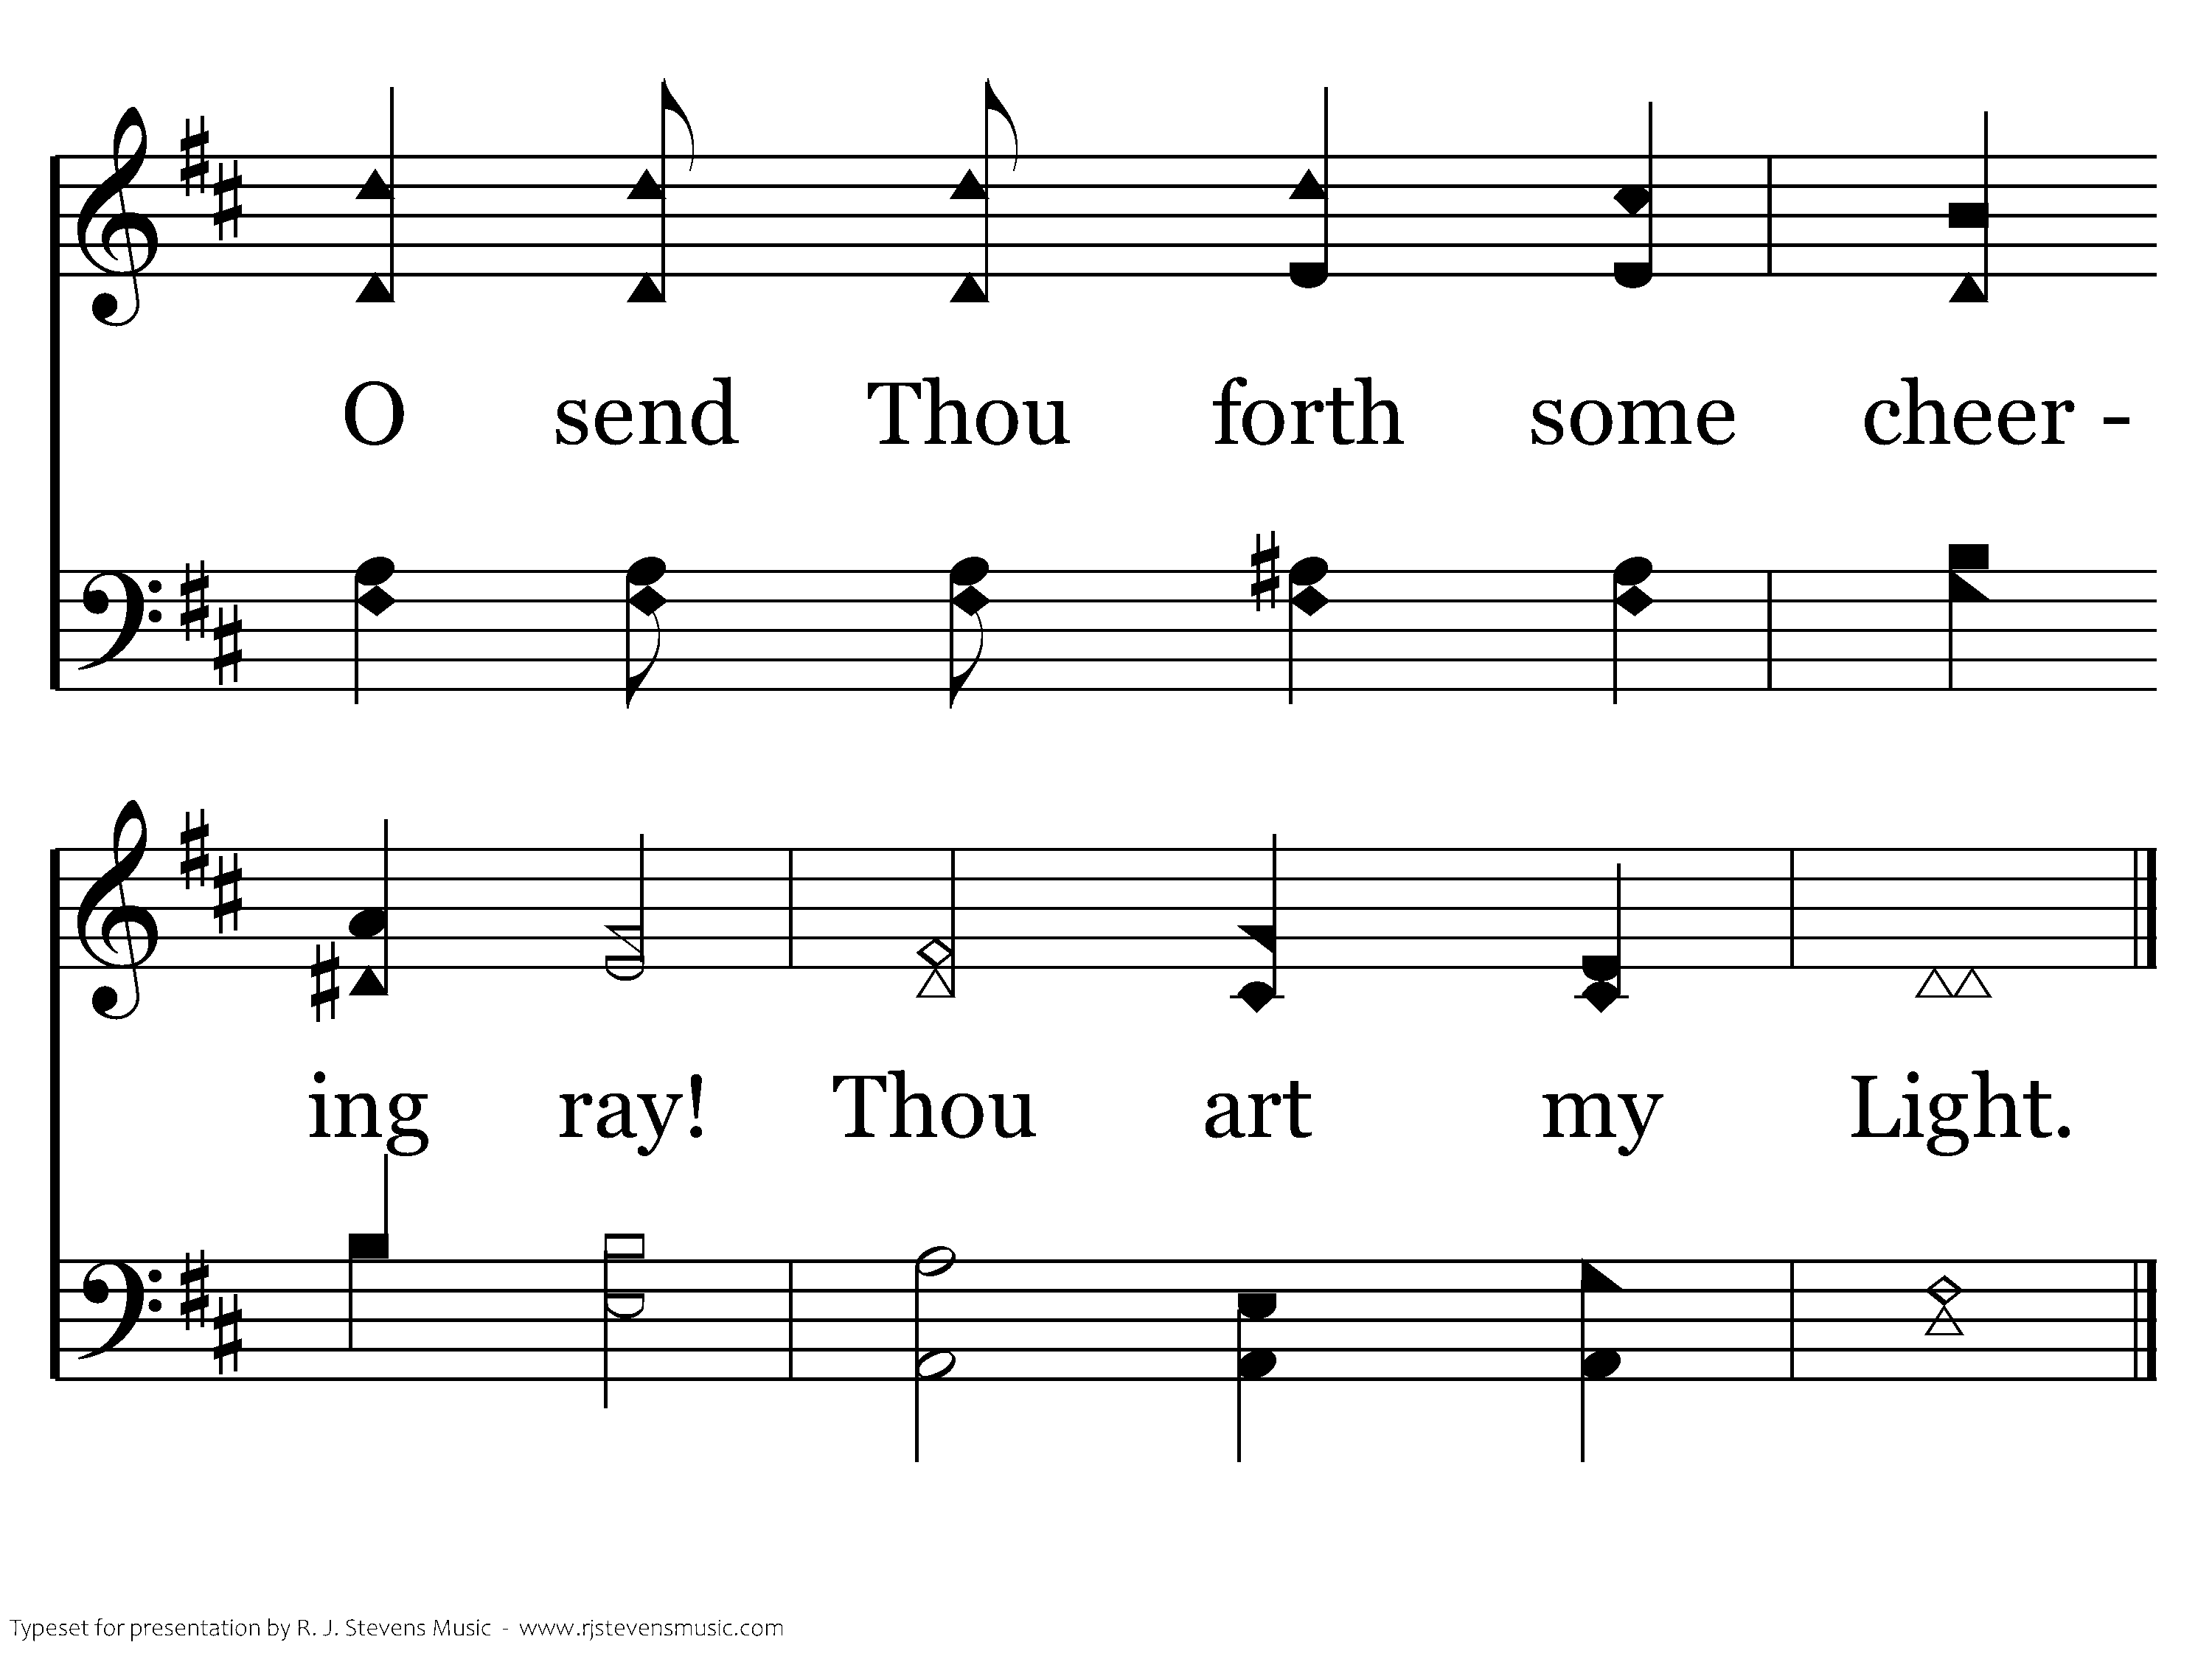 O send Thou forth some cheer -
ing ray! Thou art my Light.
Typeset for presentation by R. J. Stevens Music - www.rjstevensmusic.com